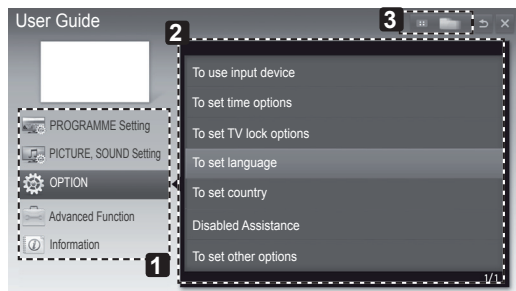 User Guide
3
2
To use input device
To set time options
To set TV lock options
To set language
To set country
Disabled Assistance
To set other options
1/1
PROGRAMME Setting
PICTURE, SOUND Setting
OPTION
Advanced Function
Information
1